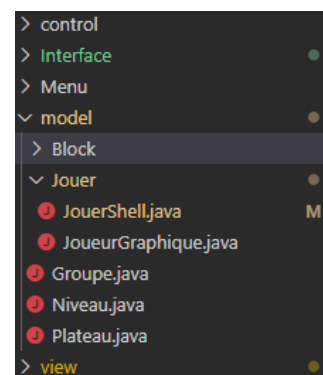 control
Interface
Menu
model
Block
Jouer
JouerShell.java M
JoueurGraphique.java
Groupe.java
Niveau.java
Plateau.java
view